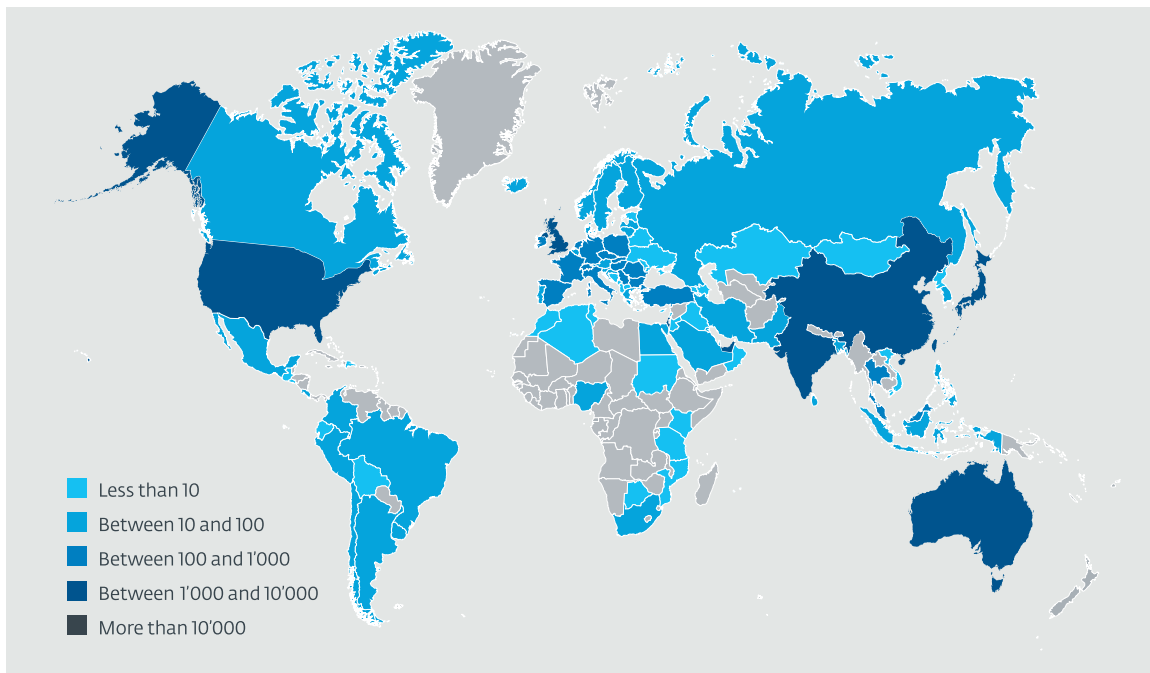 Less than 10
Between 10 and 100
Between 100 and 1'000
Between 1'000 and 10'000
More than 10'000